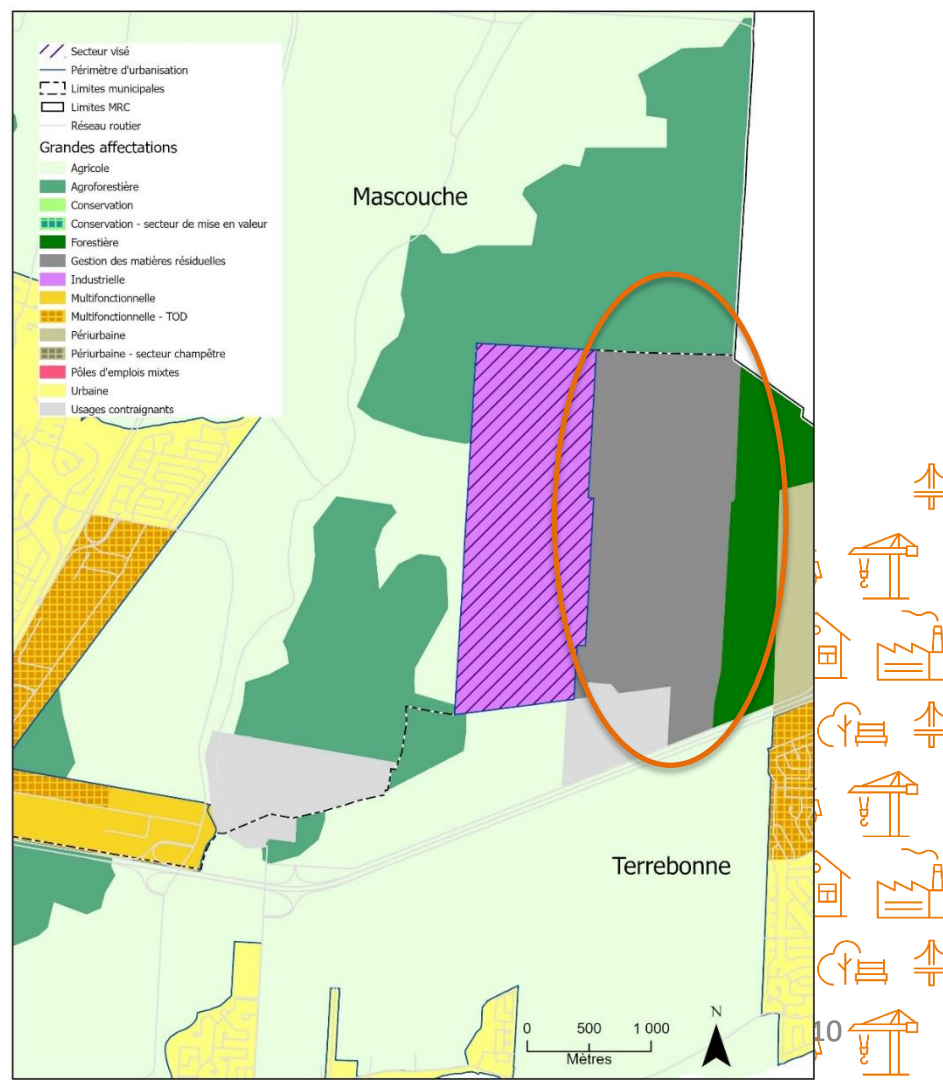 Secteur visé
Périmètre d'urbanisation
Limites municipales
Limites MRC
Réseau routier
Grandes affectations
Agricole
Agroforestière
Conservation
Conservation - secteur de mise en valeur
Forestière
Gestion des matières résiduelles
Industrielle
Multifonctionnelle
Multifonctionnelle - TOD
Périurbaine
Périurbaine - secteur champêtre
Pôles d'emplois mixtes
Urbaine
Usages contraignants
Mascouche
Terrebonne
N
0 500 1 000
Mètres
10